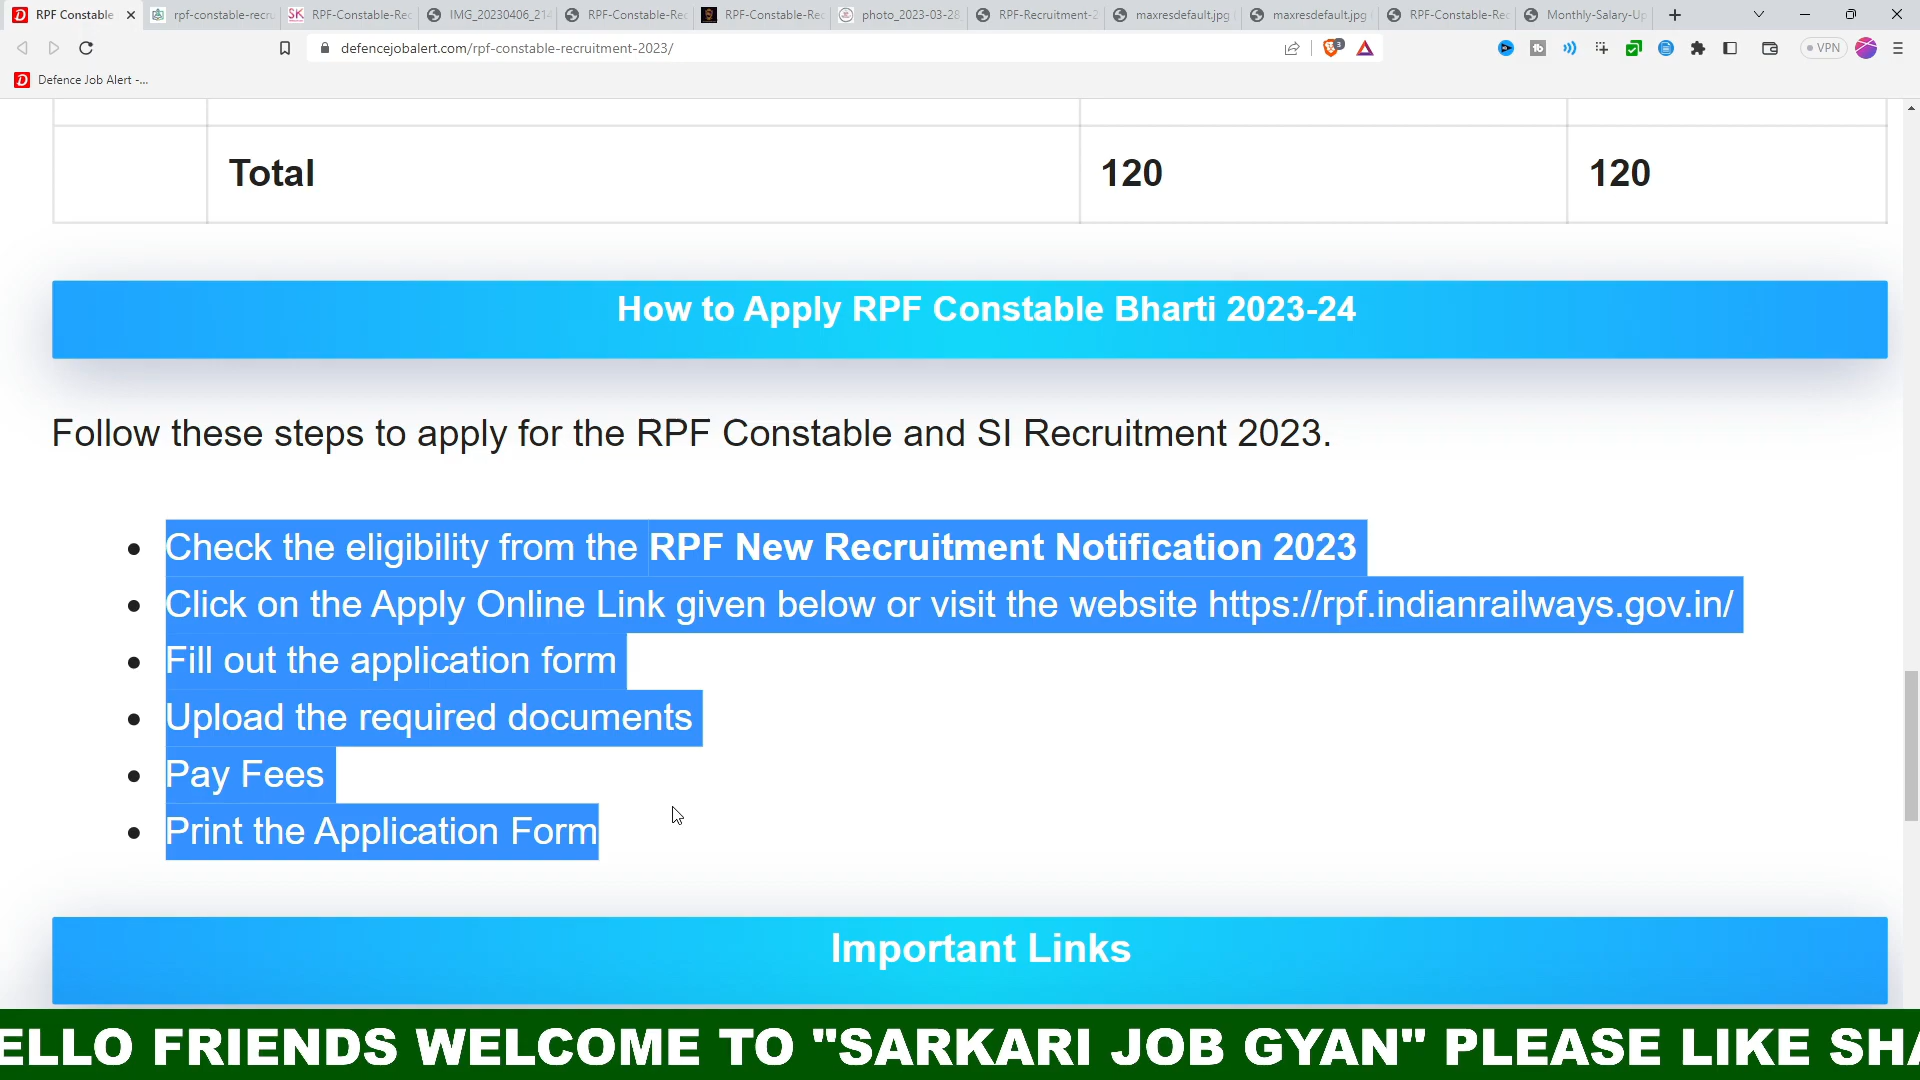 RPF Constable
rpf-constable-recru
RPF-Constable-Rec
IMG_20230406_214
RPF-Constable-Rec
RPF-Constable-Rec
photo_2023-03-28
RPF-Recruitment-2
maxresdefault.jpg
maxresdefault.jpg
RPF-Constable-Rec
Monthly-Salary-Up
defencejobalert.com/rpf-constable-recruitment-2023/
VPN
Defence Job Alert -...
Total 120 120
How to Apply RPF Constable Bharti 2023-24
Follow these steps to apply for the RPF Constable and SI Recruitment 2023.
Check the eligibility from the RPF New Recruitment Notification 2023
Click on the Apply Online Link given below or visit the website https://rpf.indianrailways.gov.in/
Fill out the application form
Upload the required documents
Pay Fees
Print the Application Form
Important Links
ELLO FRIENDS WELCOME TO "SARKARI JOB GYAN" PLEASE LIKE SHA